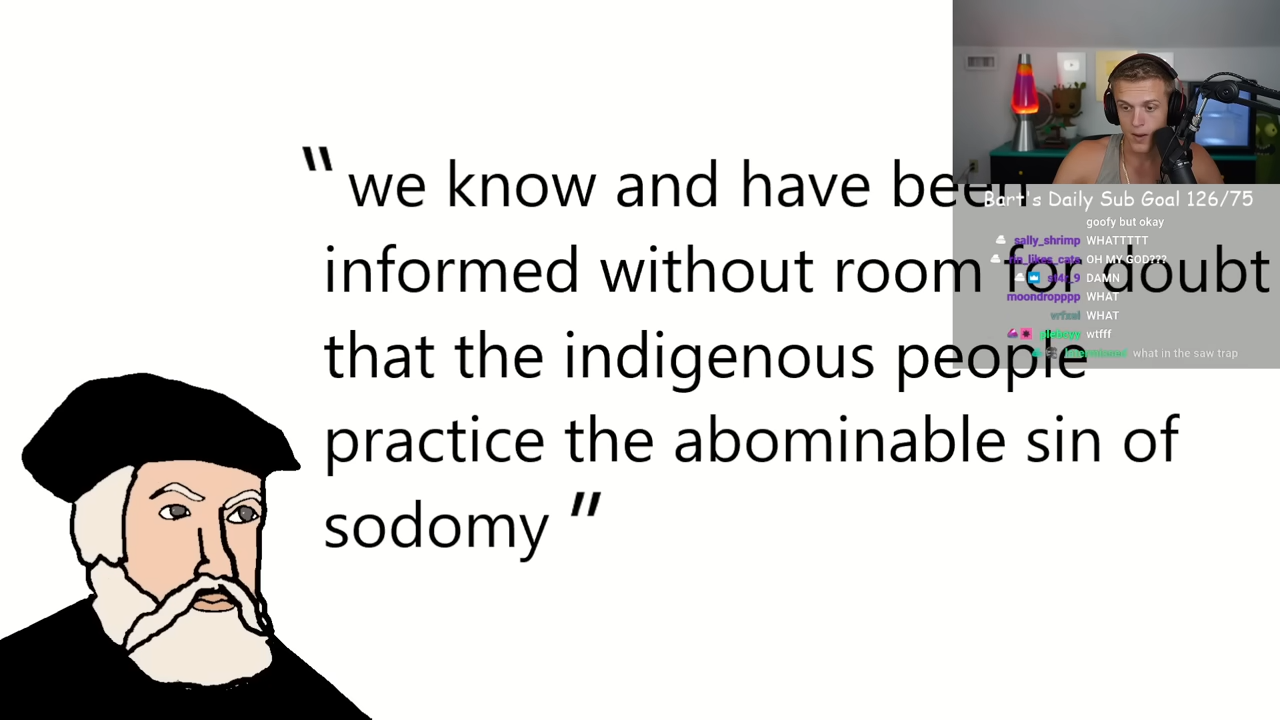 “ we know and have been
informed without room for doubt
that the indigenous people
practice the abominable sin of
sodomy ”
Bart's Daily Sub Goal 126/75
goofy but okay
sally_shrimp WHATTTTT
OH MY GOD???
DAMN
moondropppp WHAT
WHAT
wtfff
what in the saw trap